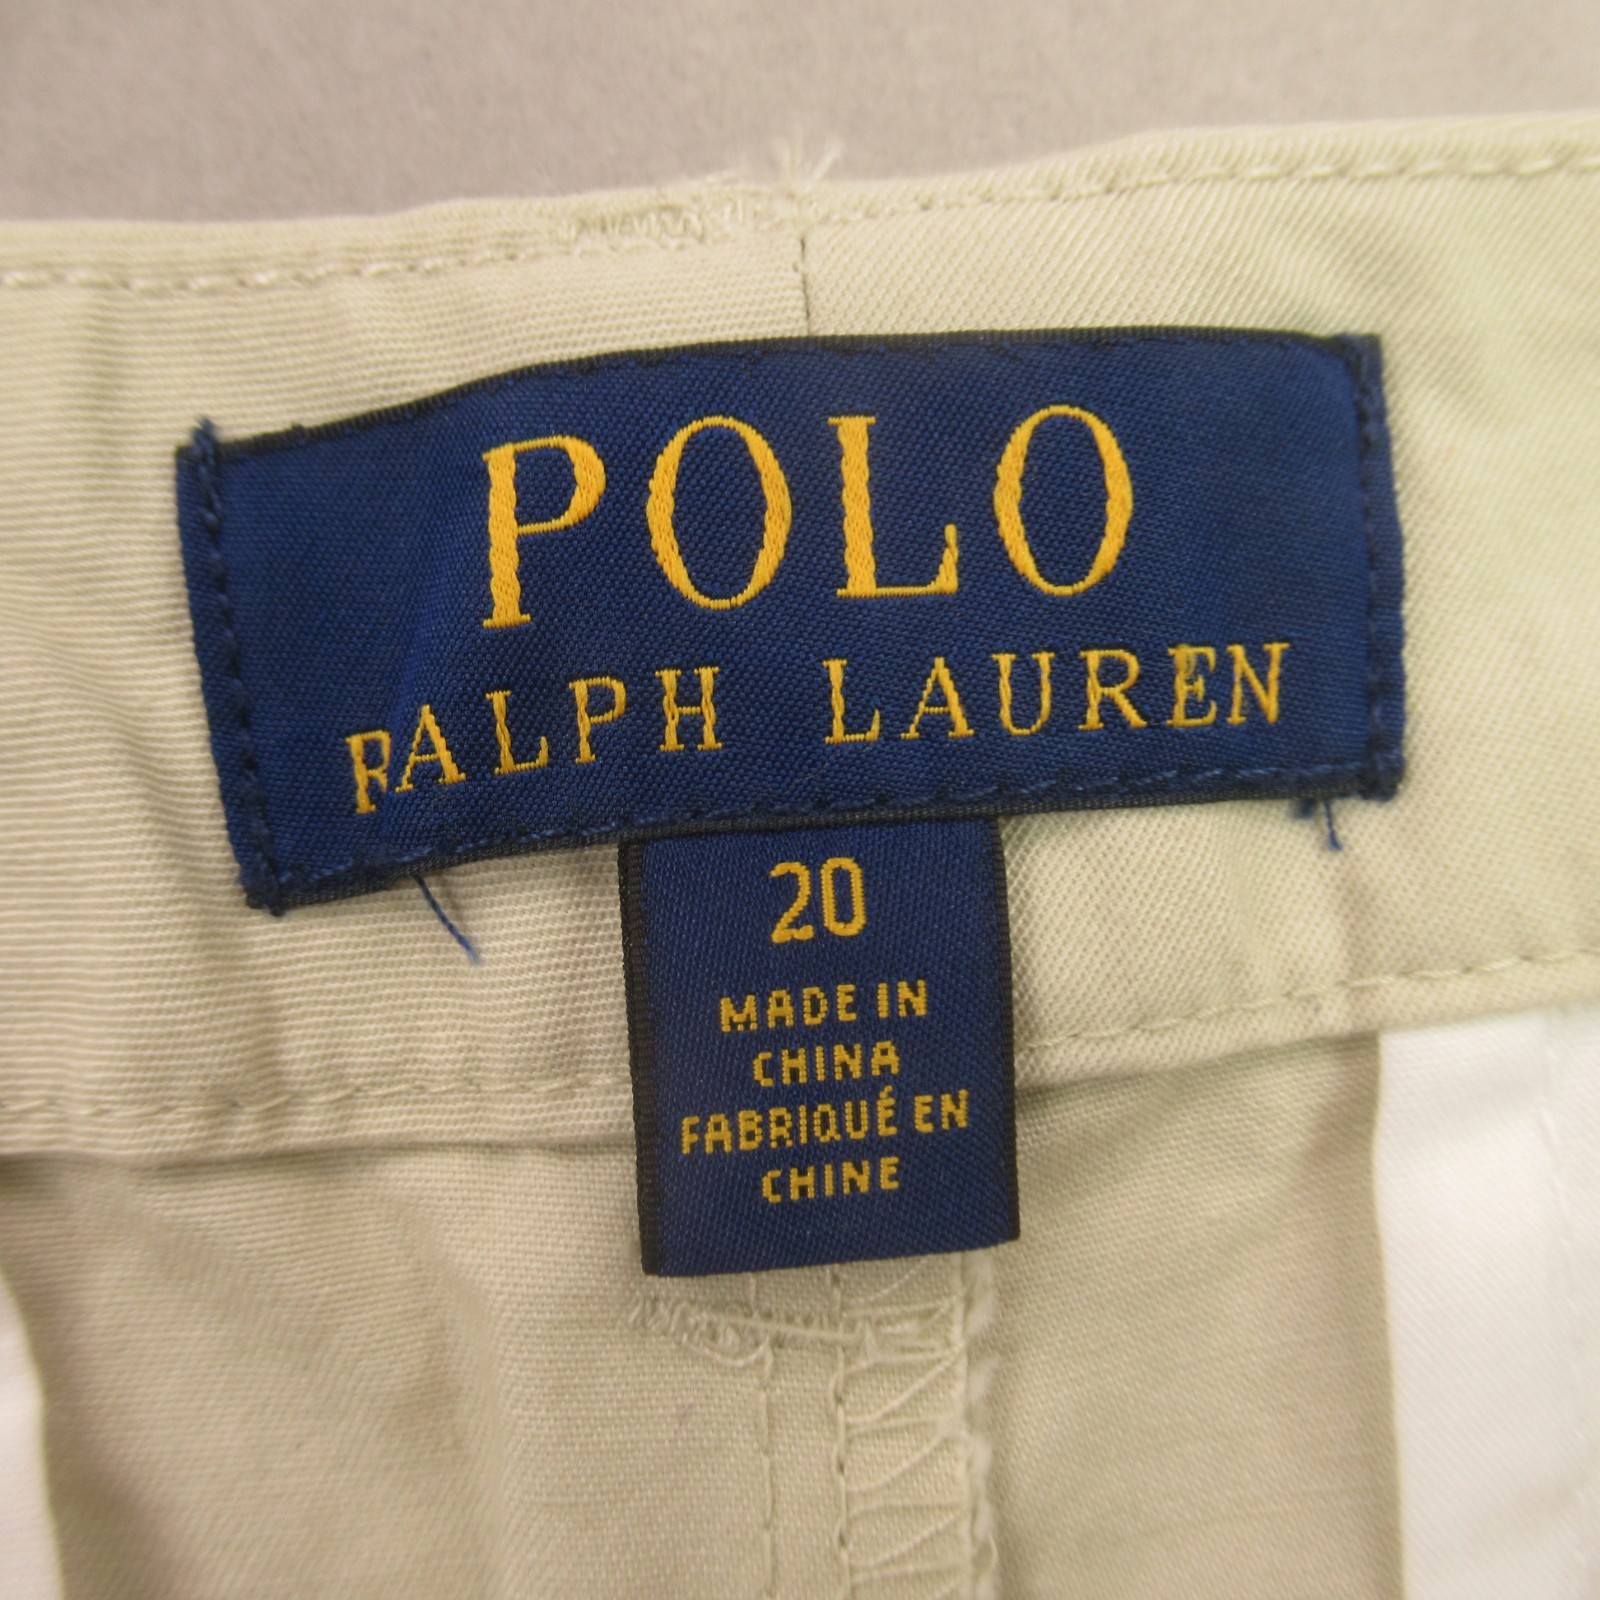 POLO
RALPH LAUREN
20
MADE IN
CHINA
FABRIQUÉ EN
CHINE